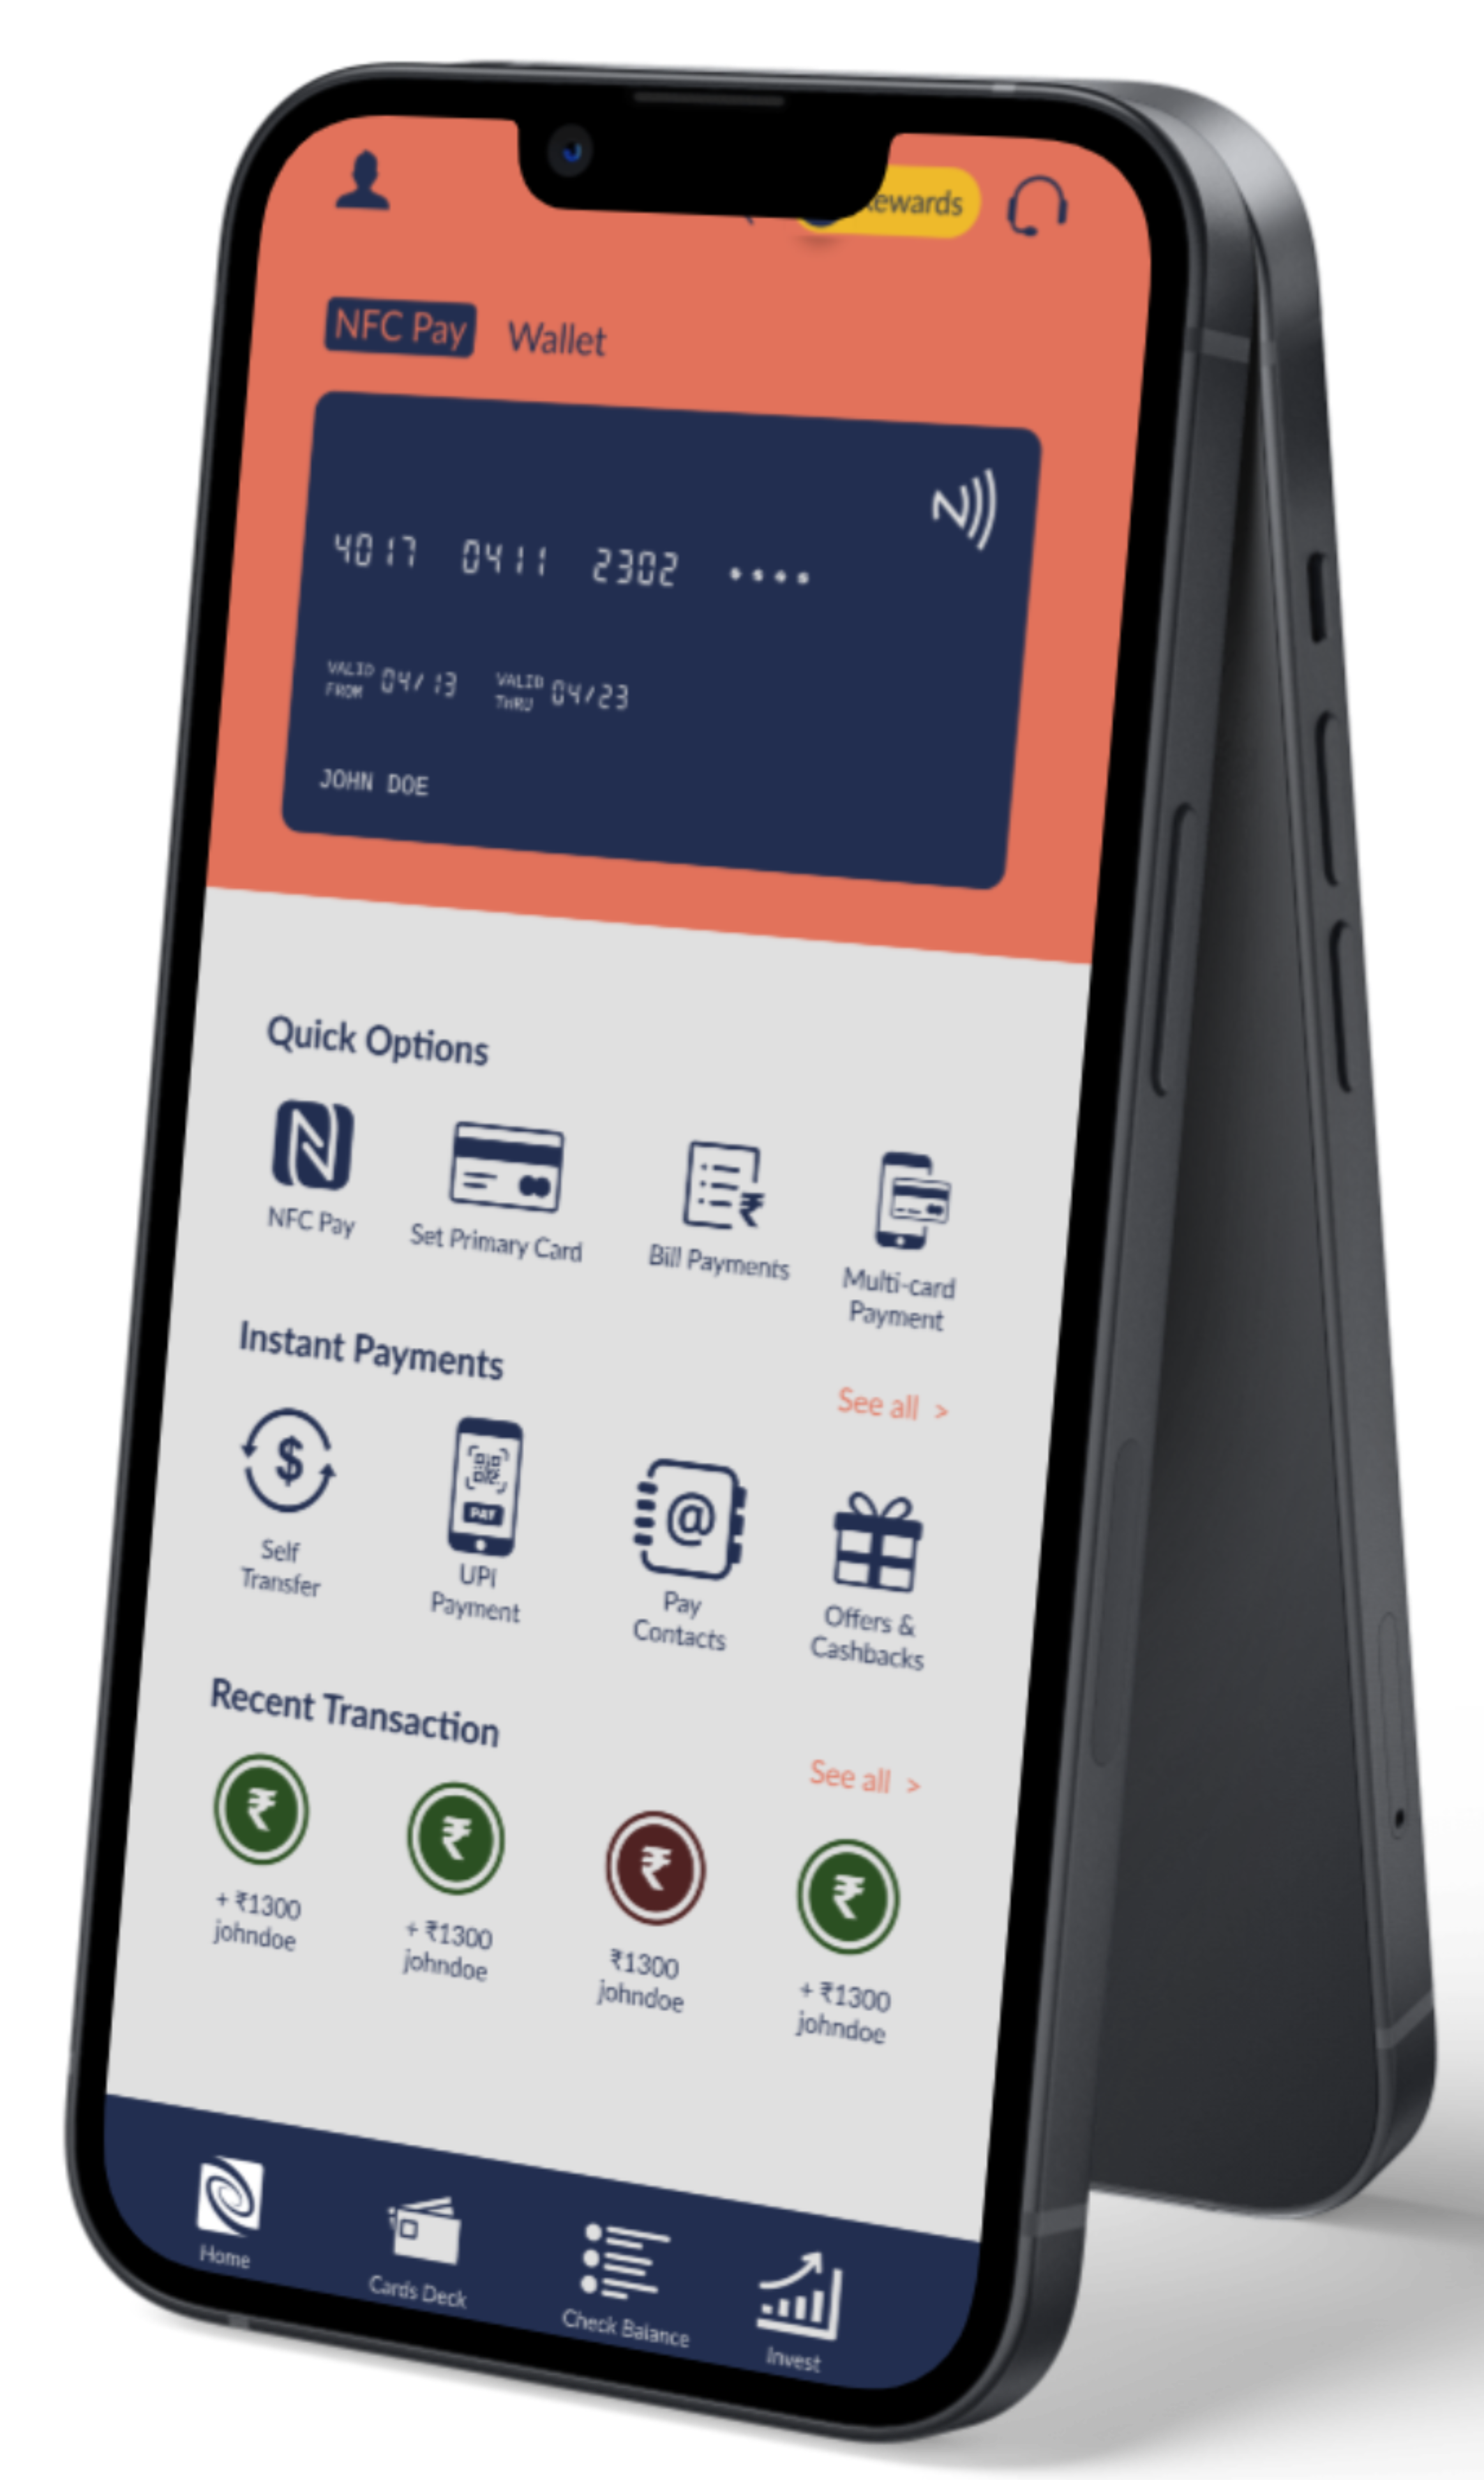 Rewards
NFC Pay Wallet
4017 0411 2302 ••••
VALID FROM 04/13 VALID THRU 04/23
JOHN DOE
Quick Options
NFC Pay
Set Primary Card
Bill Payments
Multi-card
Payment
Instant Payments
See all >
$
PAY
@
Self
Transfer
UPI
Payment
Pay
Contacts
Offers &
Cashbacks
Recent Transaction
See all >
₹ ₹ ₹ ₹
+ ₹1300
johndoe
+ ₹1300
johndoe
₹1300
johndoe
+ ₹1300
johndoe
Home
Cards Deck
Check Balance
Invest